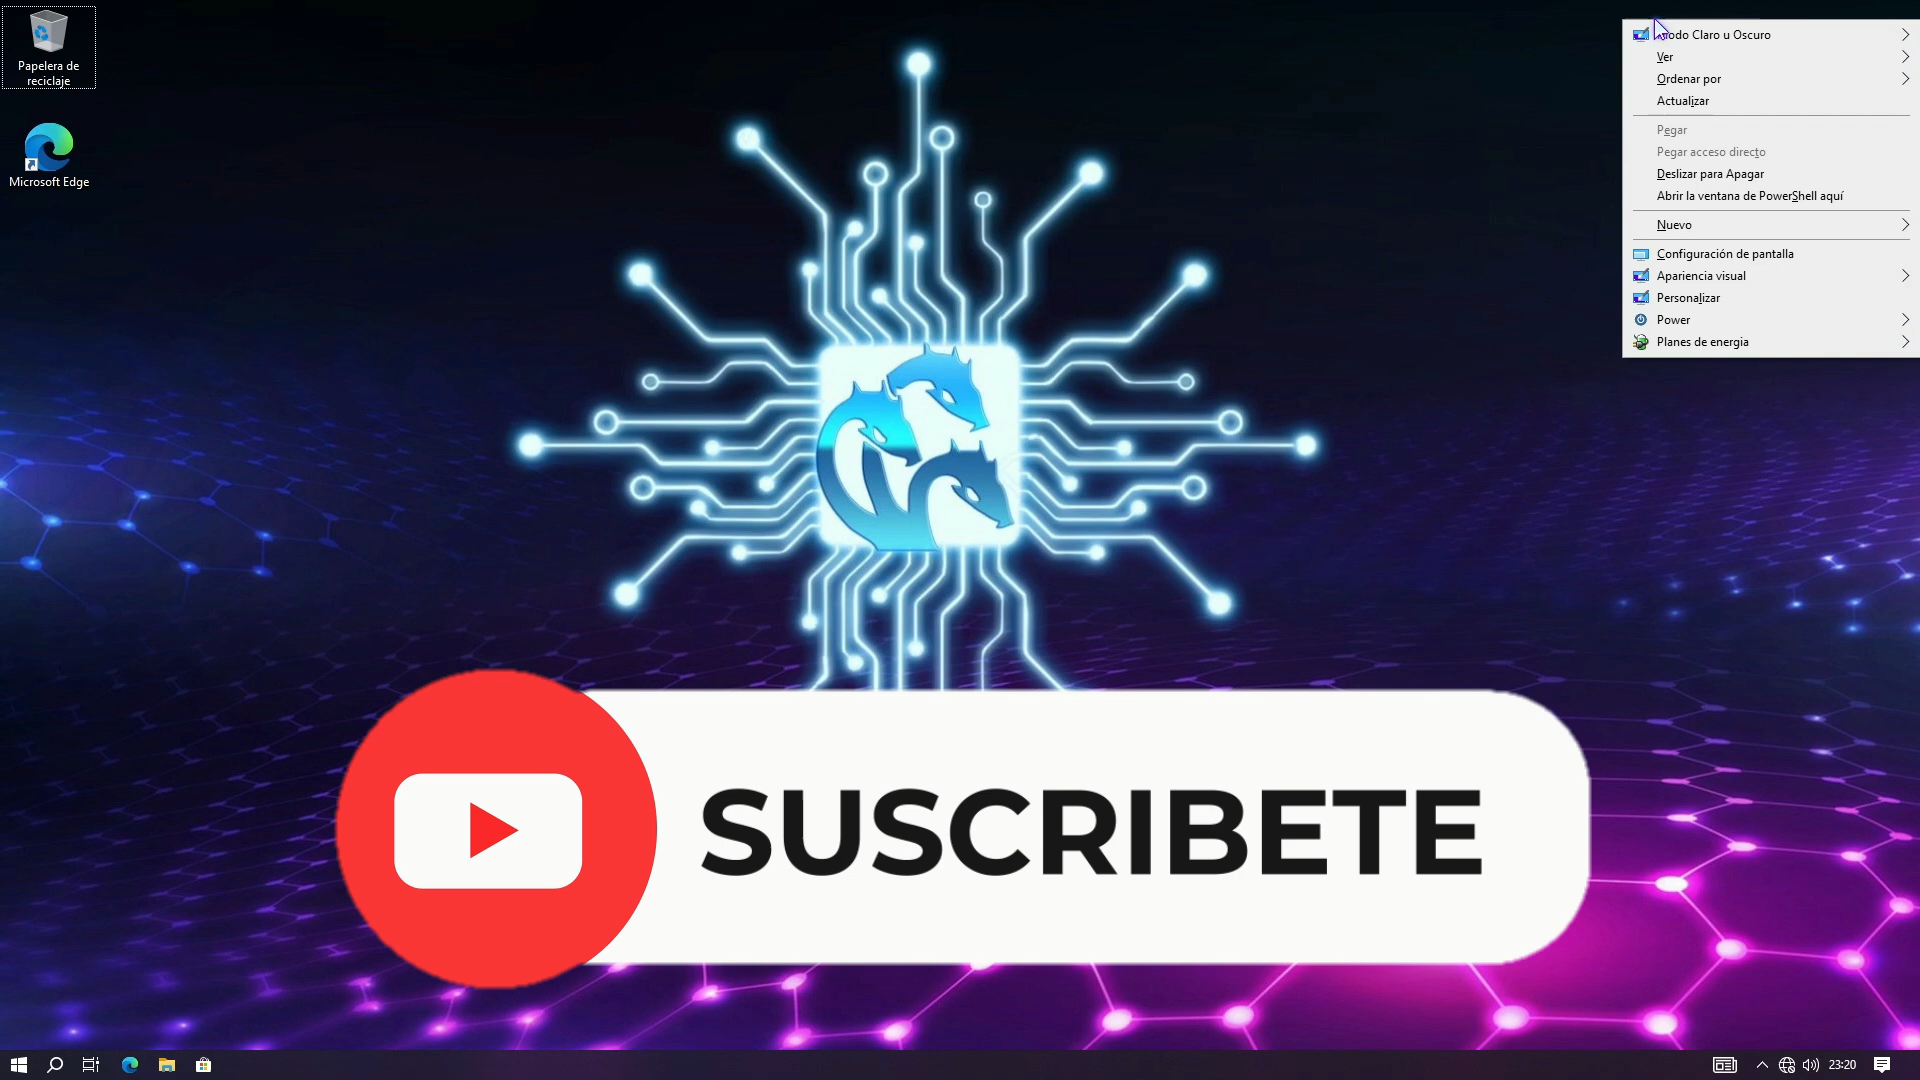 Papelera de
reciclaje
Microsoft Edge
odo Claro u Oscuro
Ver
Ordenar por
Actualizar
Pegar
Pegar acceso directo
Deslizar para Apagar
Abrir la ventana de PowerShell aquí
Nuevo
Configuración de pantalla
Apariencia visual
Personalizar
Power
Planes de energia
SUSCRIBETE
23:20